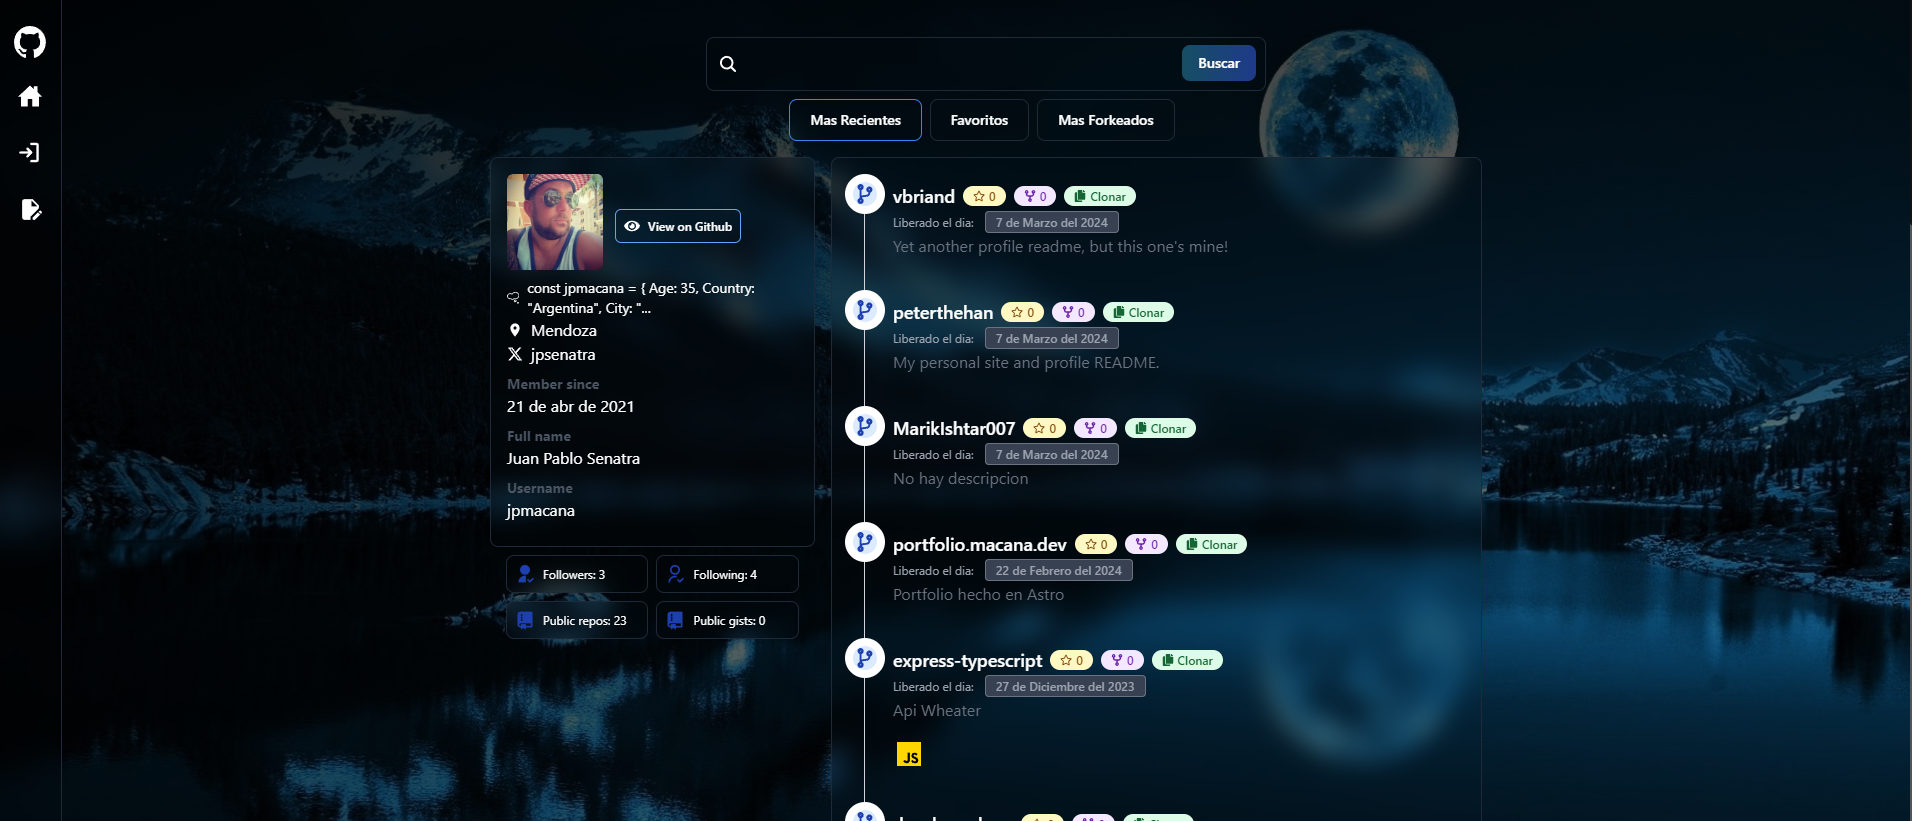 Buscar
Mas Recientes
Favoritos
Mas Forkeados
View on Github
const jpmacana = { Age: 35, Country:
"Argentina", City: "...
Mendoza
jpsenatra
Member since
21 de abr de 2021
Full name
Juan Pablo Senatra
Username
jpmacana
Followers: 3
Following: 4
Public repos: 23
Public gists: 0
vbriand 0 0 Clonar
Liberado el dia: 7 de Marzo del 2024
Yet another profile readme, but this one's mine!
peterthehan 0 0 Clonar
Liberado el dia: 7 de Marzo del 2024
My personal site and profile README.
MarikIshtar007 0 0 Clonar
Liberado el dia: 7 de Marzo del 2024
No hay descripcion
portfolio.macana.dev 0 0 Clonar
Liberado el dia: 22 de Febrero del 2024
Portfolio hecho en Astro
express-typescript 0 0 Clonar
Liberado el dia: 27 de Diciembre del 2023
Api Wheater
JS